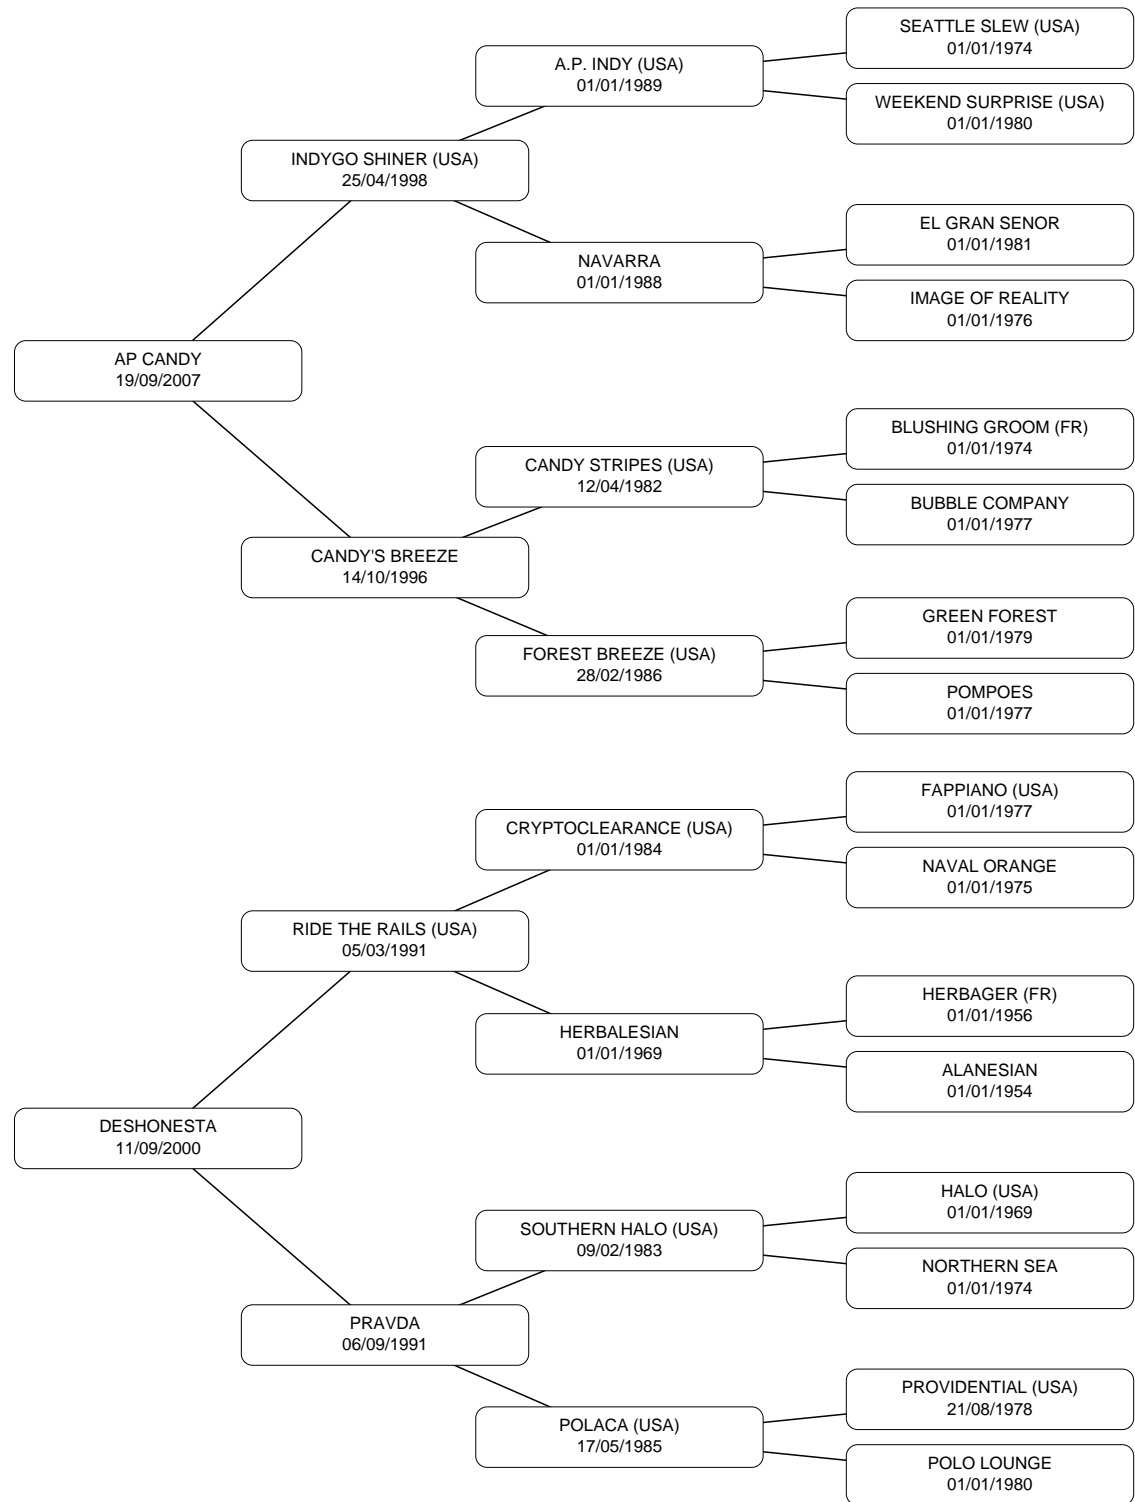 SEATTLE SLEW (USA)
01/01/1974
A.P. INDY (USA)
01/01/1989
WEEKEND SURPRISE (USA)
01/01/1980
INDYGO SHINER (USA)
25/04/1998
EL GRAN SENOR
01/01/1981
NAVARRA
01/01/1988
IMAGE OF REALITY
01/01/1976
AP CANDY
19/09/2007
BLUSHING GROOM (FR)
01/01/1974
CANDY STRIPES (USA)
12/04/1982
BUBBLE COMPANY
01/01/1977
CANDY'S BREEZE
14/10/1996
GREEN FOREST
01/01/1979
FOREST BREEZE (USA)
28/02/1986
POMPOES
01/01/1977
FAPPIANO (USA)
01/01/1977
CRYPTOCLEARANCE (USA)
01/01/1984
NAVAL ORANGE
01/01/1975
RIDE THE RAILS (USA)
05/03/1991
HERBAGER (FR)
01/01/1956
HERBALESIAN
01/01/1969
ALANESIAN
01/01/1954
DESHONESTA
11/09/2000
HALO (USA)
01/01/1969
SOUTHERN HALO (USA)
09/02/1983
NORTHERN SEA
01/01/1974
PRAVDA
06/09/1991
PROVIDENTIAL (USA)
21/08/1978
POLACA (USA)
17/05/1985
POLO LOUNGE
01/01/1980